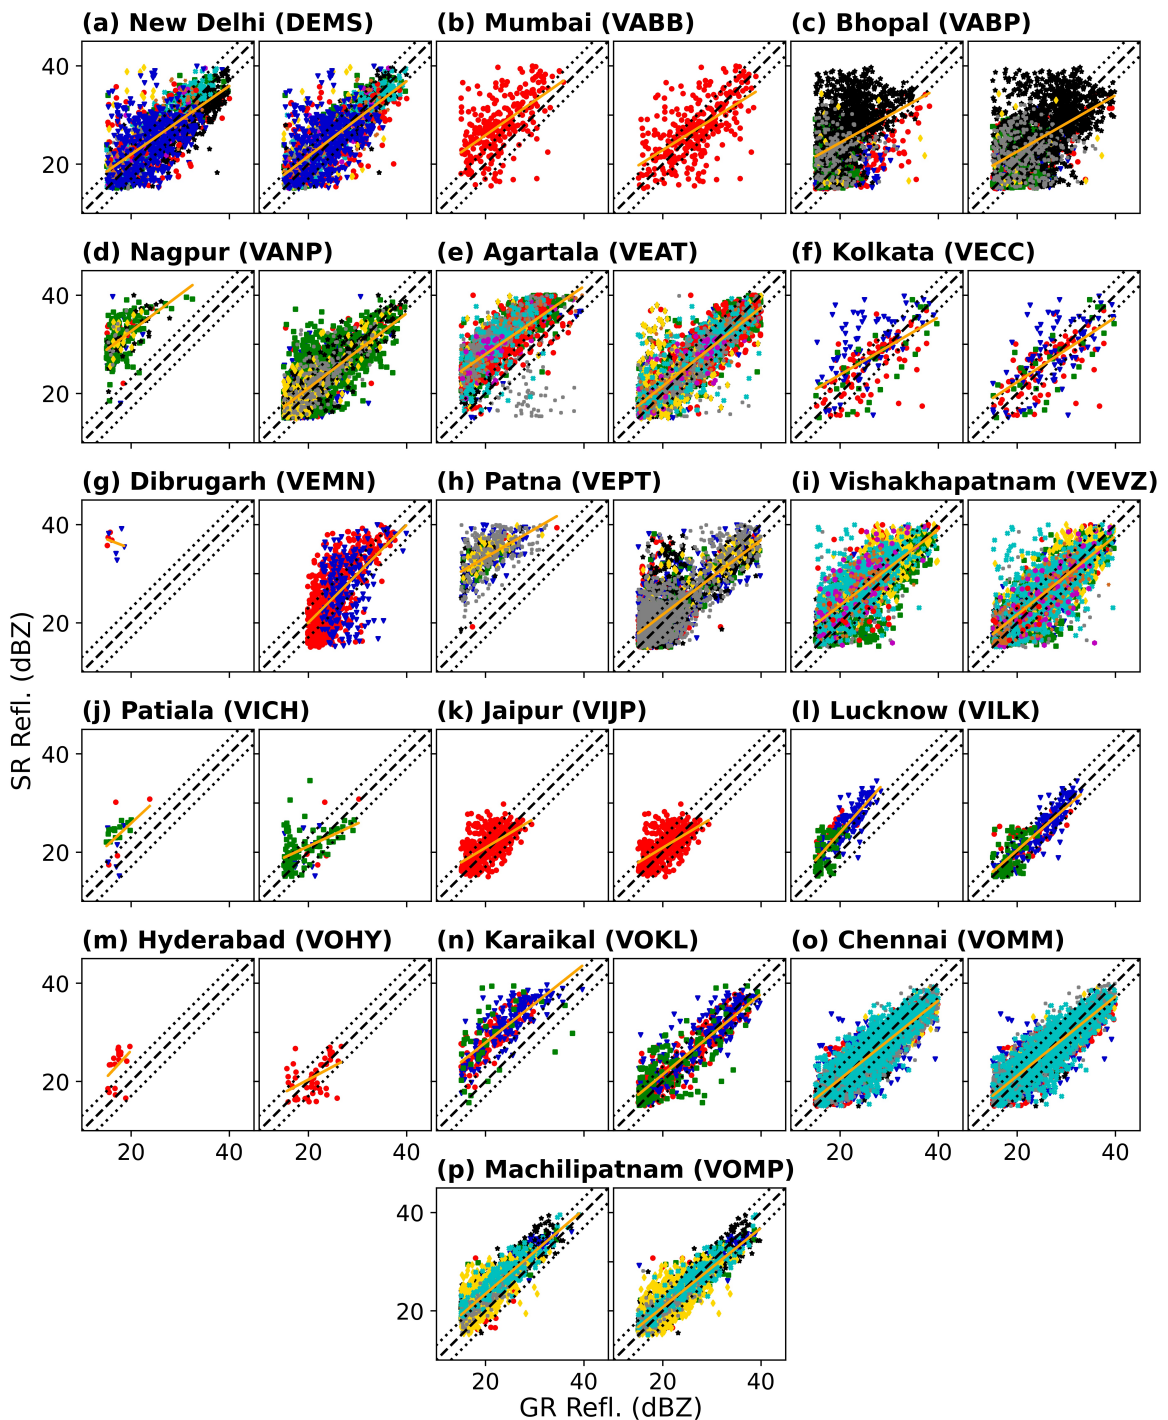 (a) New Delhi (DEMS) (b) Mumbai (VABB) (c) Bhopal (VABP)
40
20
(d) Nagpur (VANP) (e) Agartala (VEAT) (f) Kolkata (VECC)
40
20
(g) Dibrugarh (VEMN) (h) Patna (VEPT) (i) Vishakhapatnam (VEVZ)
40
20
SR Refl. (dBZ)
(j) Patiala (VICH) (k) Jaipur (VIJP) (l) Lucknow (VILK)
40
20
(m) Hyderabad (VOHY) (n) Karaikal (VOKL) (o) Chennai (VOMM)
40
20
20 40 20 40 20 40 20 40
(p) Machilipatnam (VOMP)
40
20
20 40 20 40
GR Refl. (dBZ)